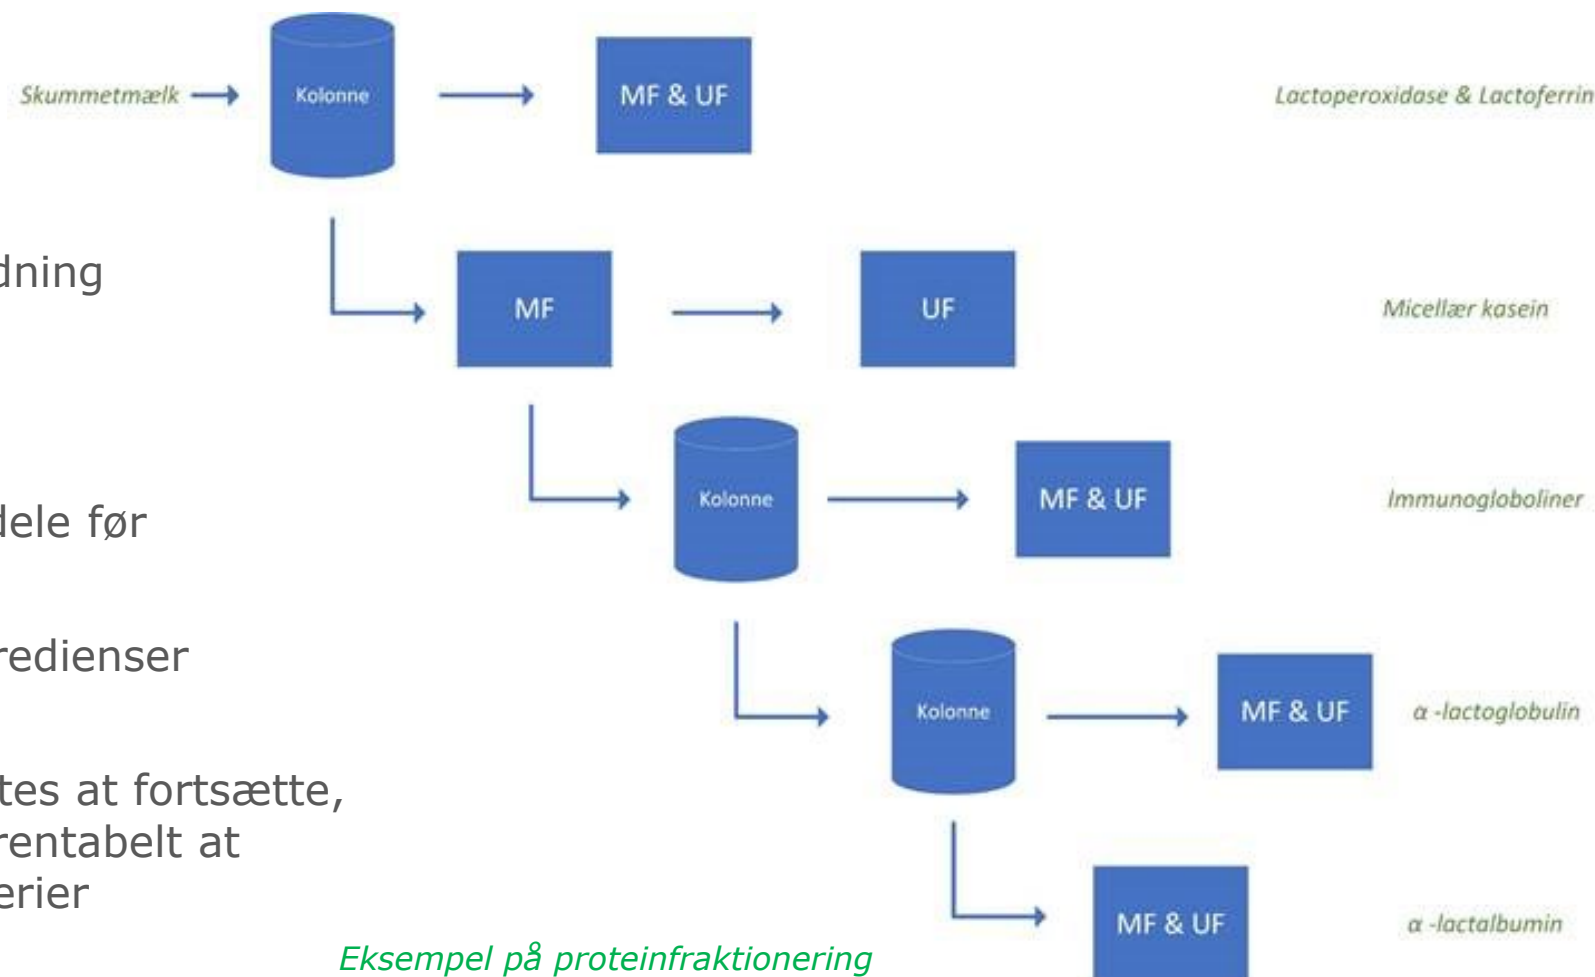 Skummetmælk
Kolonne
MF & UF
Lactoperoxidase & Lactoferrin
dning
MF
UF
Micellær kasein
Kolonne
MF & UF
Immunogloboliner
dele før
redienser
Kolonne
MF & UF
α -lactoglobulin
tes at fortsætte,
rentabelt at
erier
MF & UF
α -lactalbumin
Eksempel på proteinfraktionering